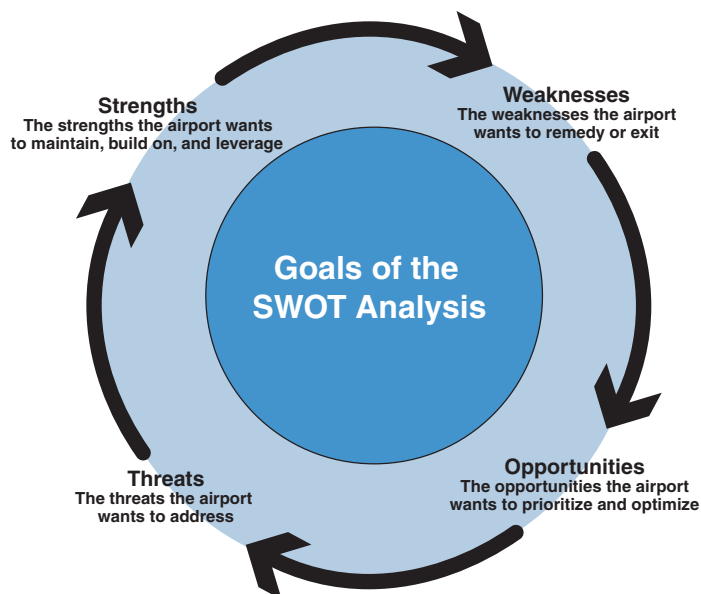 Strengths
The strengths the airport wants
to maintain, build on, and leverage
Weaknesses
The weaknesses the airport
wants to remedy or exit
Goals of the
SWOT Analysis
Threats
The threats the airport
wants to address
Opportunities
The opportunities the airport
wants to prioritize and optimize